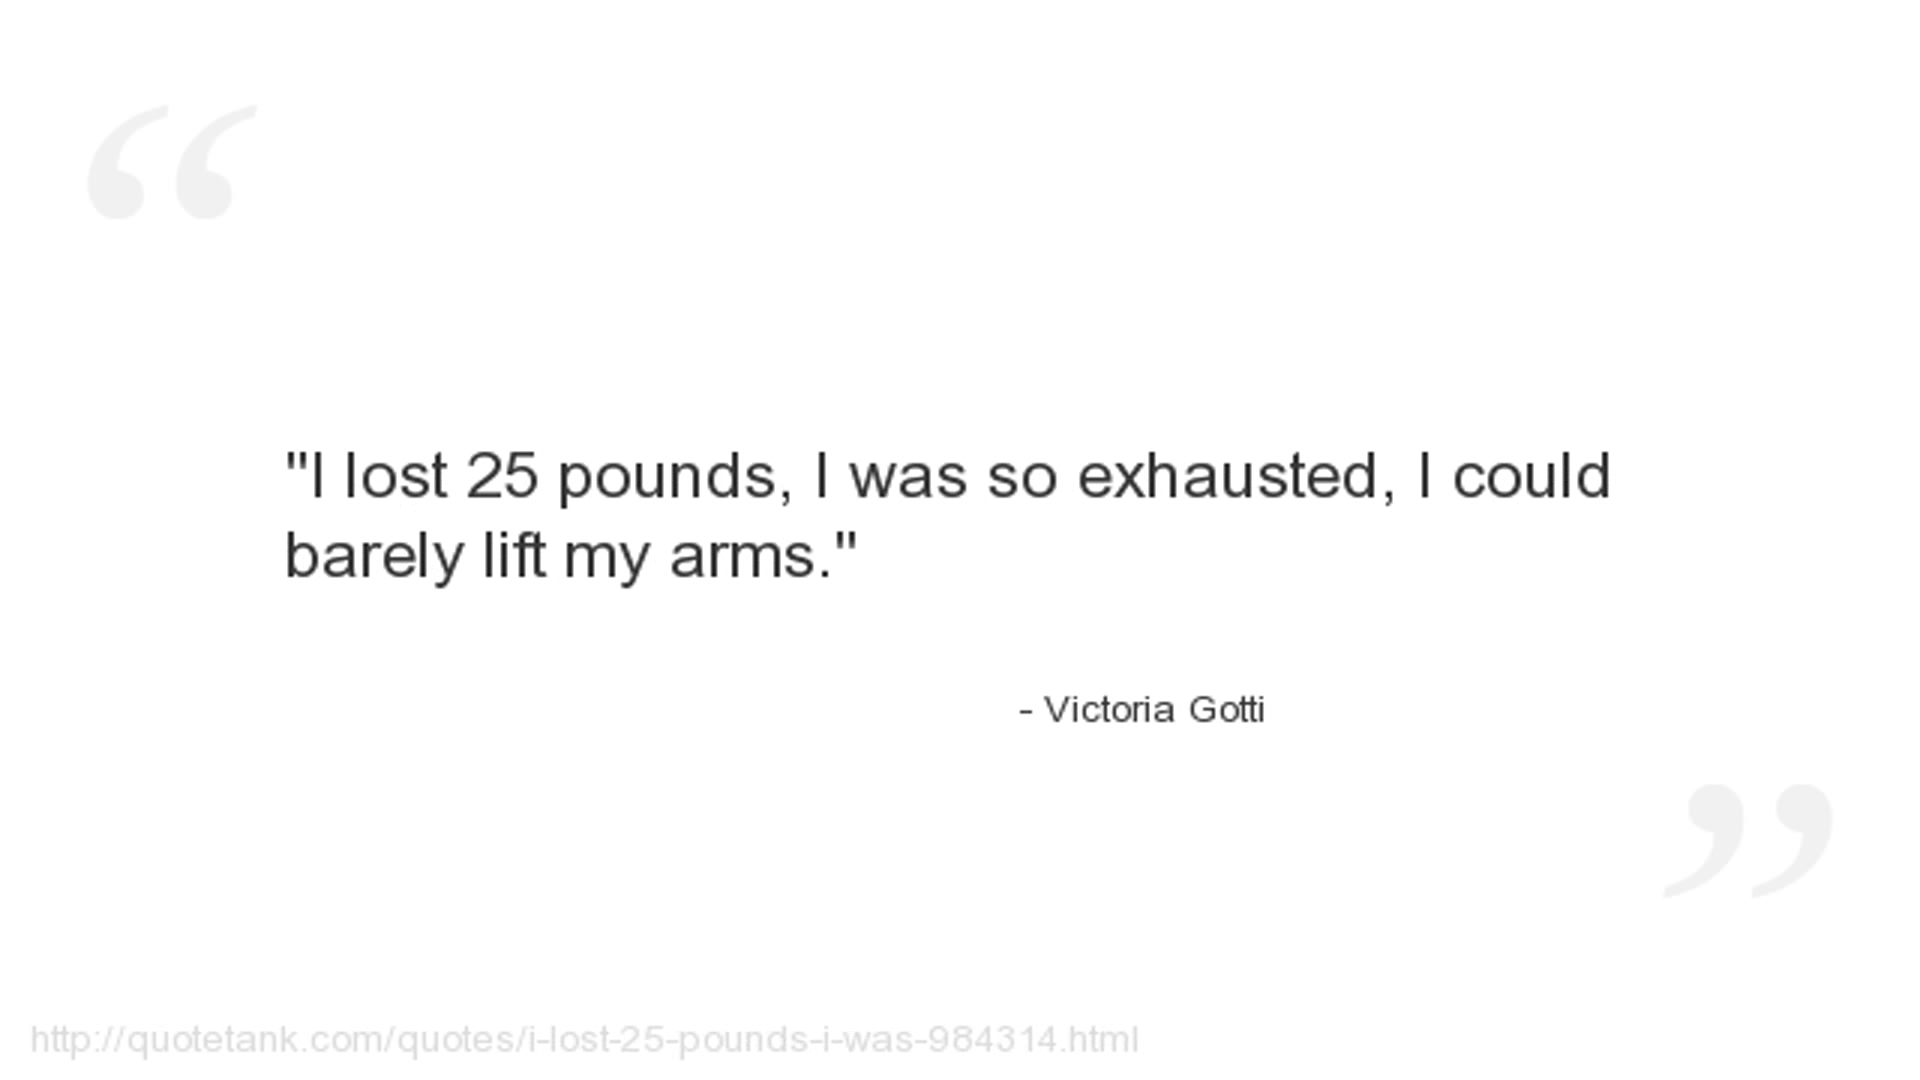 "I lost 25 pounds, I was so exhausted, I could
barely lift my arms."
- Victoria Gotti
http://quotetank.com/quotes/i-lost-25-pounds-i-was-984314.html